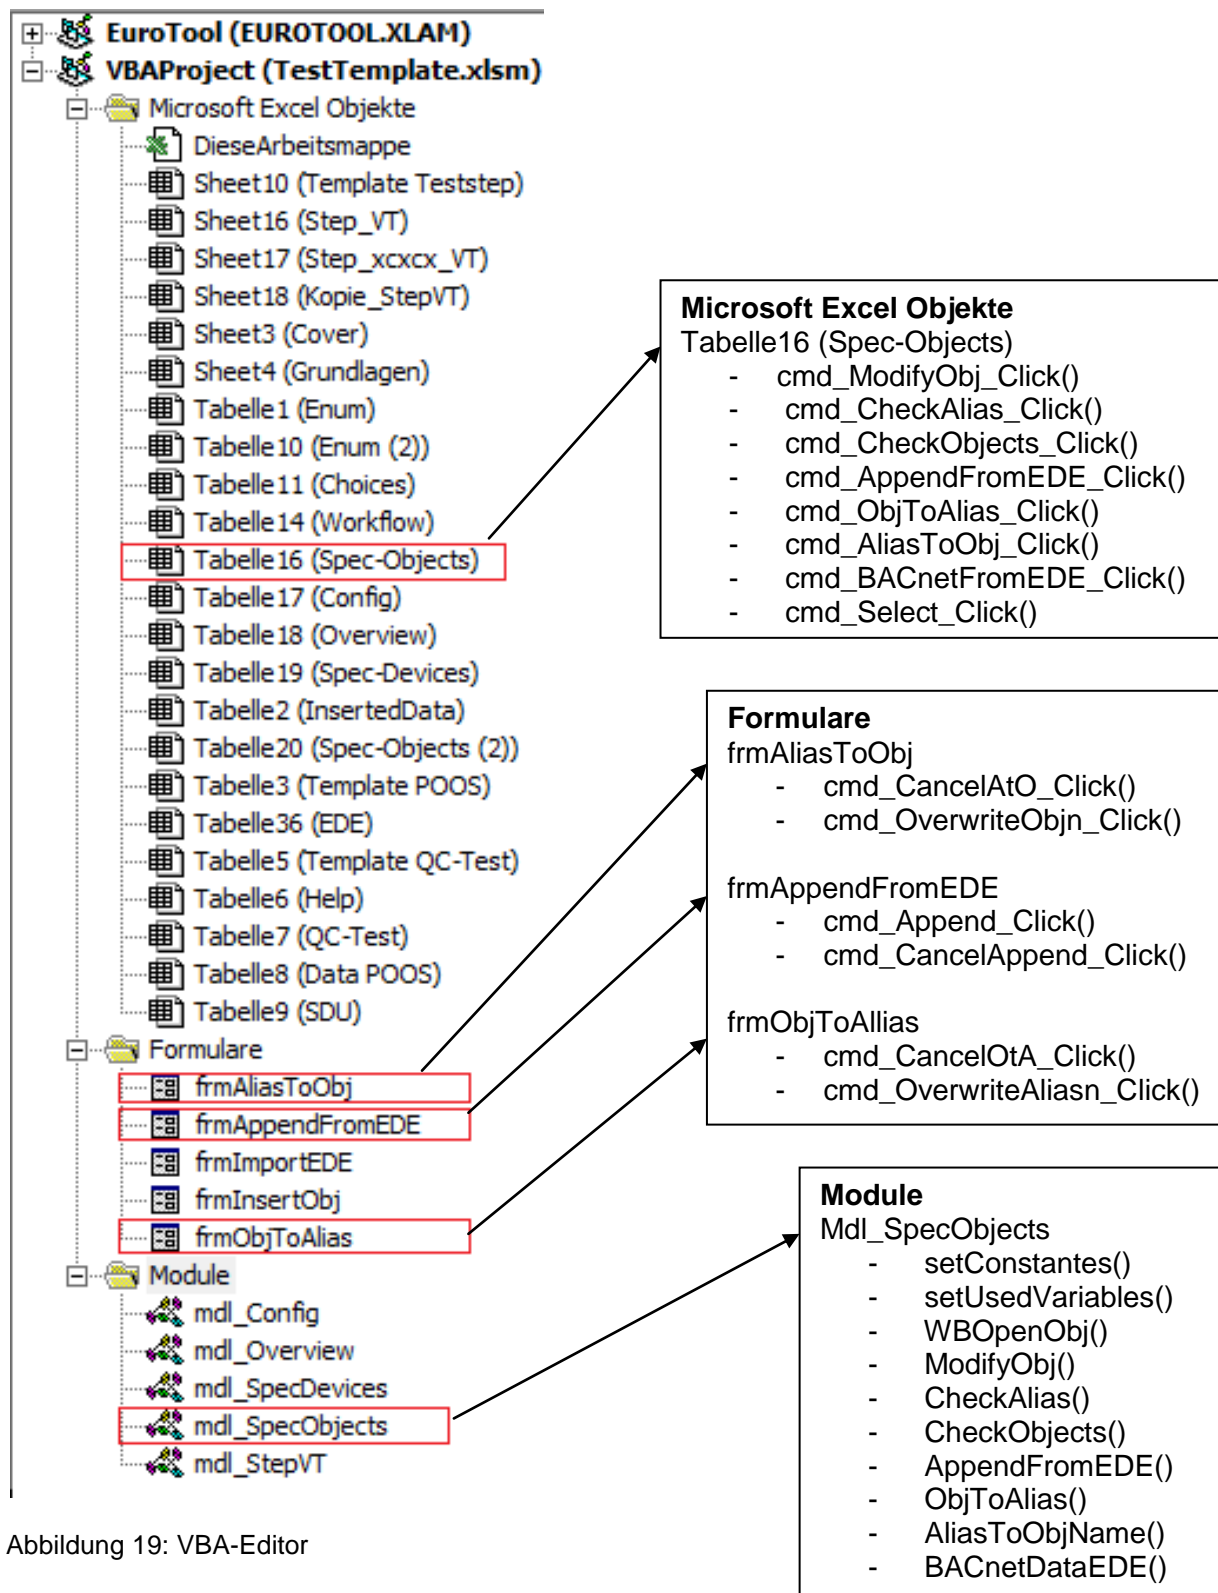 EuroTool (EUROTOOL.XLAM)
VBAProject (TestTemplate.xlsm)
Microsoft Excel Objekte
DieseArbeitsmappe
Sheet10 (Template Teststep)
Sheet16 (Step_VT)
Sheet17 (Step_xcxcx_VT)
Sheet18 (Kopie_StepVT)
Sheet3 (Cover)
Sheet4 (Grundlagen)
Tabelle1 (Enum)
Tabelle10 (Enum (2))
Tabelle11 (Choices)
Tabelle14 (Workflow)
Tabelle16 (Spec-Objects)
Tabelle17 (Config)
Tabelle18 (Overview)
Tabelle19 (Spec-Devices)
Tabelle2 (InsertedData)
Tabelle20 (Spec-Objects (2))
Tabelle3 (Template POOS)
Tabelle36 (EDE)
Tabelle5 (Template QC-Test)
Tabelle6 (Help)
Tabelle7 (QC-Test)
Tabelle8 (Data POOS)
Tabelle9 (SDU)
Formulare
frmAliasToObj
frmAppendFromEDE
frmImportEDE
frmInsertObj
frmObjToAlias
Module
mdl_Config
mdl_Overview
mdl_SpecDevices
mdl_SpecObjects
mdl_StepVT
Microsoft Excel Objekte
Tabelle16 (Spec-Objects)
- cmd_ModifyObj_Click()
- cmd_CheckAlias_Click()
- cmd_CheckObjects_Click()
- cmd_AppendFromEDE_Click()
- cmd_ObjToAlias_Click()
- cmd_AliasToObj_Click()
- cmd_BACnetFromEDE_Click()
- cmd_Select_Click()
Formulare
frmAliasToObj
- cmd_CancelAtO_Click()
- cmd_OverwriteObjn_Click()
frmAppendFromEDE
- cmd_Append_Click()
- cmd_CancelAppend_Click()
frmObjToAllias
- cmd_CancelOtA_Click()
- cmd_OverwriteAliasn_Click()
Module
Mdl_SpecObjects
- setConstantes()
- setUsedVariables()
- WBOpenObj()
- ModifyObj()
- CheckAlias()
- CheckObjects()
- AppendFromEDE()
- ObjToAlias()
- AliasToObjName()
- BACnetDataEDE()
Abbildung 19: VBA-Editor